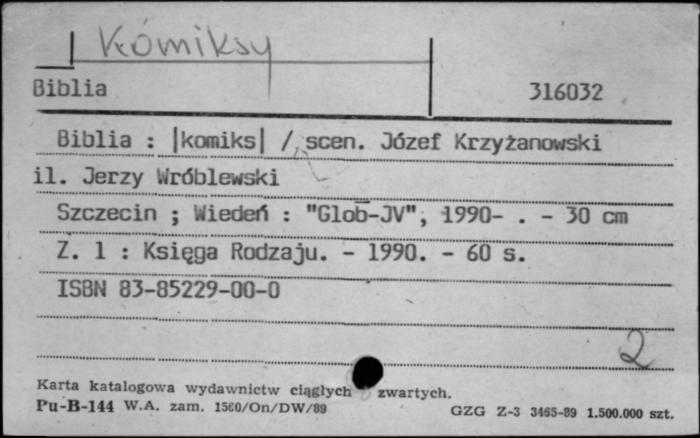 Kómiksy
Biblia 316032
Biblia : |komiks| / scen. Józef Krzyżanowski
il. Jerzy Wróblewski
Szczecin ; Wiedeń : "Glob-JV", 1990- . - 30 cm
Z. 1 : Księga Rodzaju. - 1990. - 60 s.
ISBN 83-85229-00-0
2
Karta katalogowa wydawnictw ciągłych zwartych.
Pu-B-144 W.A. zam. 1560/On/DW/89 GZG Z-3 3465-89 1.500.000 szt.